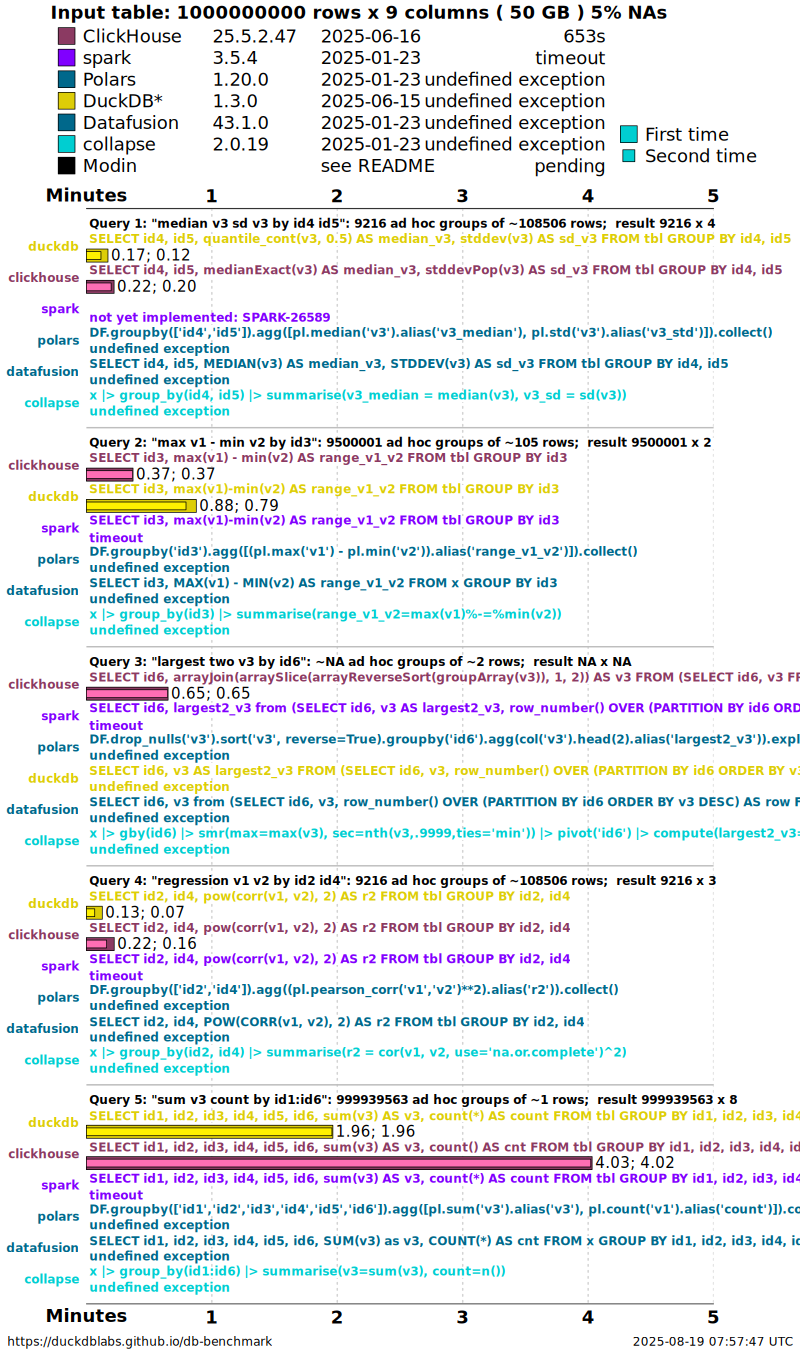 Input table: 1000000000 rows x 9 columns ( 50 GB ) 5% NAs
ClickHouse 25.5.2.47 2025-06-16 653s
spark 3.5.4 2025-01-23 timeout
Polars 1.20.0 2025-01-23 undefined exception
DuckDB* 1.3.0 2025-06-15 undefined exception
Datafusion 43.1.0 2025-01-23 undefined exception
collapse 2.0.19 2025-01-23 undefined exception
Modin see README pending
First time
Second time
Minutes 1 2 3 4 5
Query 1: "median v3 sd v3 by id4 id5": 9216 ad hoc groups of ~108506 rows; result 9216 x 4
duckdb SELECT id4, id5, quantile_cont(v3, 0.5) AS median_v3, stddev(v3) AS sd_v3 FROM tbl GROUP BY id4, id5
0.17; 0.12
clickhouse SELECT id4, id5, medianExact(v3) AS median_v3, stddevPop(v3) AS sd_v3 FROM tbl GROUP BY id4, id5
0.22; 0.20
spark
not yet implemented: SPARK-26589
polars DF.groupby(['id4','id5']).agg([pl.median('v3').alias('v3_median'), pl.std('v3').alias('v3_std')]).collect()
undefined exception
datafusion SELECT id4, id5, MEDIAN(v3) AS median_v3, STDDEV(v3) AS sd_v3 FROM tbl GROUP BY id4, id5
undefined exception
collapse x |> group_by(id4, id5) |> summarise(v3_median = median(v3), v3_sd = sd(v3))
undefined exception
Query 2: "max v1 - min v2 by id3": 9500001 ad hoc groups of ~105 rows; result 9500001 x 2
clickhouse SELECT id3, max(v1) - min(v2) AS range_v1_v2 FROM tbl GROUP BY id3
0.37; 0.37
duckdb SELECT id3, max(v1)-min(v2) AS range_v1_v2 FROM tbl GROUP BY id3
0.88; 0.79
spark SELECT id3, max(v1)-min(v2) AS range_v1_v2 FROM tbl GROUP BY id3
timeout
polars DF.groupby('id3').agg([(pl.max('v1') - pl.min('v2')).alias('range_v1_v2')]).collect()
undefined exception
datafusion SELECT id3, MAX(v1) - MIN(v2) AS range_v1_v2 FROM x GROUP BY id3
undefined exception
collapse x |> group_by(id3) |> summarise(range_v1_v2=max(v1)%-=%min(v2))
undefined exception
Query 3: "largest two v3 by id6": ~NA ad hoc groups of ~2 rows; result NA x NA
clickhouse SELECT id6, arrayJoin(arraySlice(arrayReverseSort(groupArray(v3)), 1, 2)) AS v3 FROM (SELECT id6, v3 FR
0.65; 0.65
spark SELECT id6, largest2_v3 from (SELECT id6, v3 AS largest2_v3, row_number() OVER (PARTITION BY id6 ORD
timeout
polars DF.drop_nulls('v3').sort('v3', reverse=True).groupby('id6').agg(col('v3').head(2).alias('largest2_v3')).expl
undefined exception
duckdb SELECT id6, v3 AS largest2_v3 FROM (SELECT id6, v3, row_number() OVER (PARTITION BY id6 ORDER BY v3
undefined exception
datafusion SELECT id6, v3 from (SELECT id6, v3, row_number() OVER (PARTITION BY id6 ORDER BY v3 DESC) AS row F
undefined exception
collapse x |> gby(id6) |> smr(max=max(v3), sec=nth(v3,.9999,ties='min')) |> pivot('id6') |> compute(largest2_v3=
undefined exception
Query 4: "regression v1 v2 by id2 id4": 9216 ad hoc groups of ~108506 rows; result 9216 x 3
duckdb SELECT id2, id4, pow(corr(v1, v2), 2) AS r2 FROM tbl GROUP BY id2, id4
0.13; 0.07
clickhouse SELECT id2, id4, pow(corr(v1, v2), 2) AS r2 FROM tbl GROUP BY id2, id4
0.22; 0.16
spark SELECT id2, id4, pow(corr(v1, v2), 2) AS r2 FROM tbl GROUP BY id2, id4
timeout
polars DF.groupby(['id2','id4']).agg((pl.pearson_corr('v1','v2')**2).alias('r2')).collect()
undefined exception
datafusion SELECT id2, id4, POW(CORR(v1, v2), 2) AS r2 FROM tbl GROUP BY id2, id4
undefined exception
collapse x |> group_by(id2, id4) |> summarise(r2 = cor(v1, v2, use='na.or.complete')^2)
undefined exception
Query 5: "sum v3 count by id1:id6": 999939563 ad hoc groups of ~1 rows; result 999939563 x 8
duckdb SELECT id1, id2, id3, id4, id5, id6, sum(v3) AS v3, count(*) AS count FROM tbl GROUP BY id1, id2, id3, id4
1.96; 1.96
clickhouse SELECT id1, id2, id3, id4, id5, id6, sum(v3) AS v3, count() AS cnt FROM tbl GROUP BY id1, id2, id3, id4, id
4.03; 4.02
spark SELECT id1, id2, id3, id4, id5, id6, sum(v3) AS v3, count(*) AS count FROM tbl GROUP BY id1, id2, id3, id4
timeout
polars DF.groupby(['id1','id2','id3','id4','id5','id6']).agg([pl.sum('v3').alias('v3'), pl.count('v1').alias('count')]).co
undefined exception
datafusion SELECT id1, id2, id3, id4, id5, id6, SUM(v3) as v3, COUNT(*) AS cnt FROM x GROUP BY id1, id2, id3, id4, id
undefined exception
collapse x |> group_by(id1:id6) |> summarise(v3=sum(v3), count=n())
undefined exception
Minutes 1 2 3 4 5
https://duckdblabs.github.io/db-benchmark 2025-08-19 07:57:47 UTC